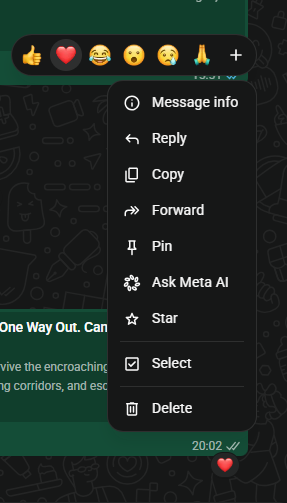 Message info
Reply
Copy
Forward
Pin
Ask Meta AI
Star
One Way Out. Can
vive the encroaching
ng corridors, and esc
Select
Delete
20:02